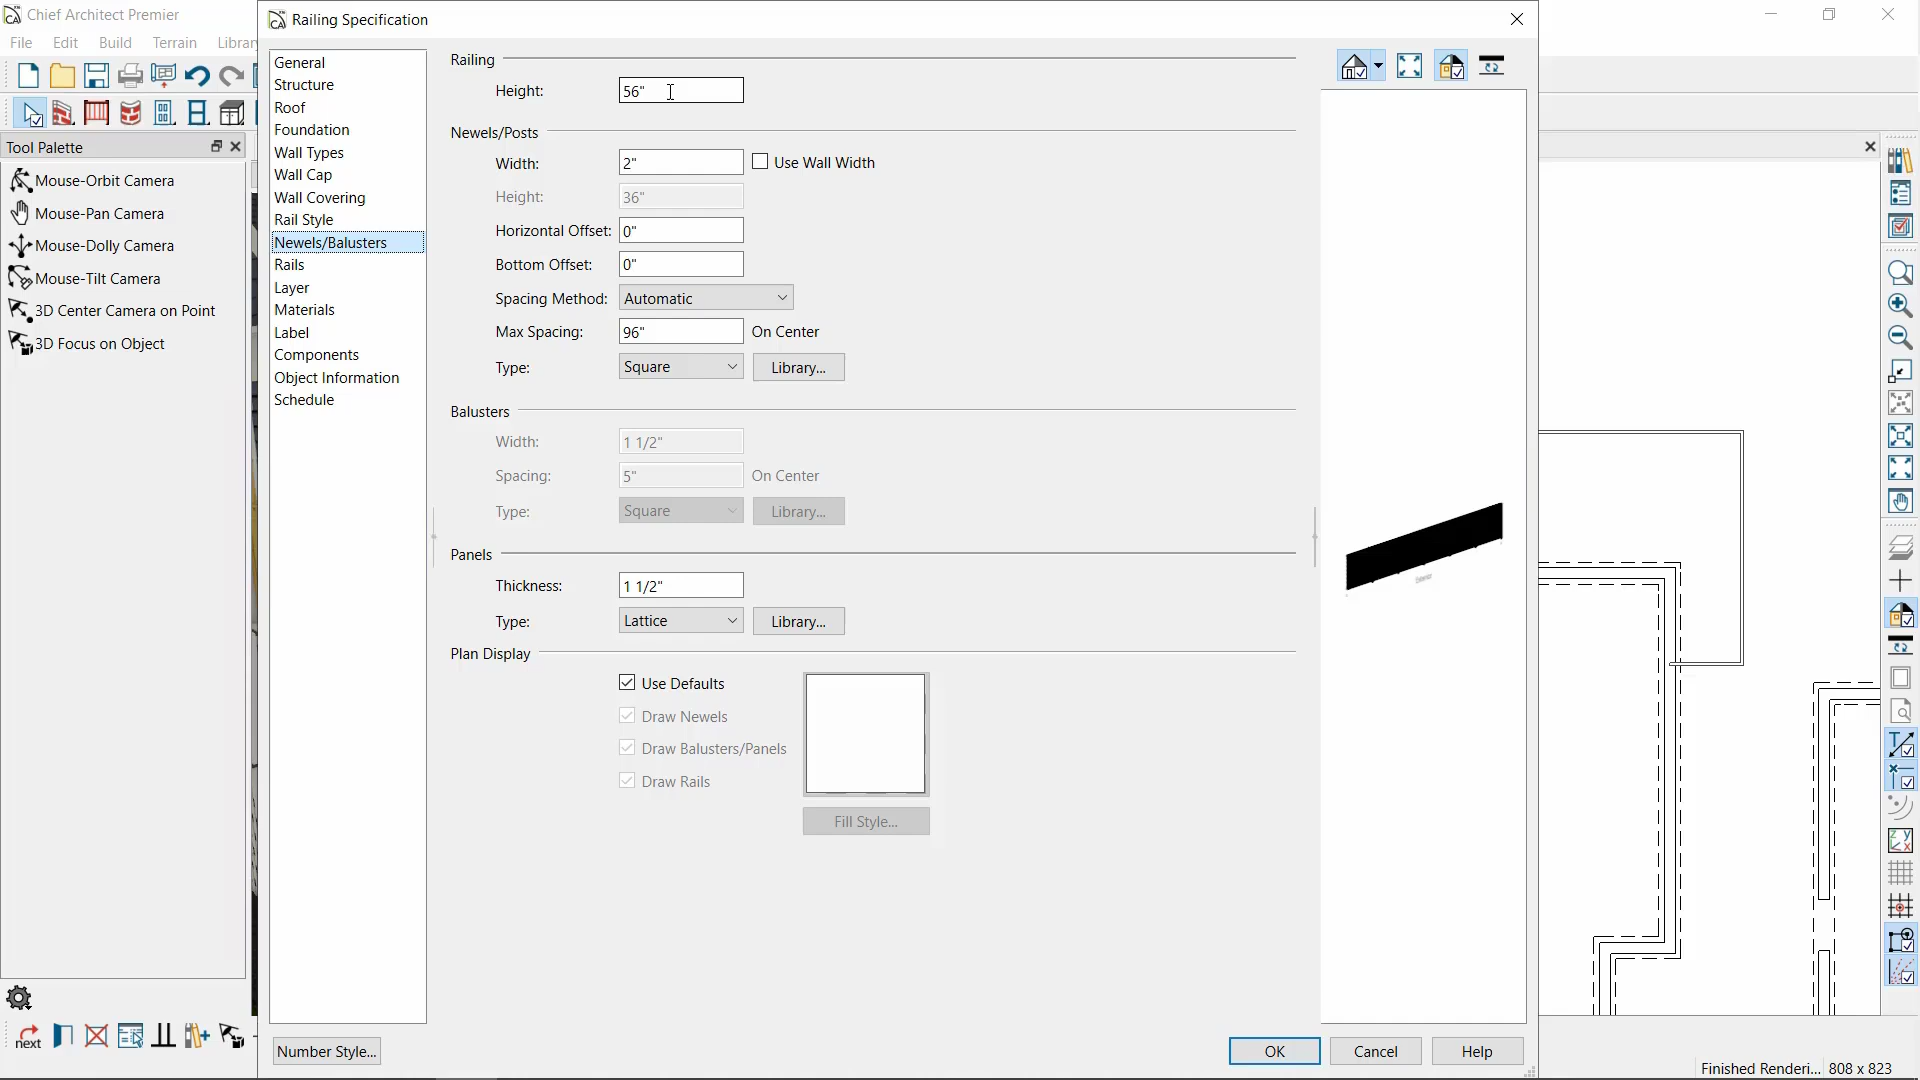 Chief Architect Premier
File Edit Build Terrain
Tool Palette
Mouse-Orbit Camera
Mouse-Pan Camera
Mouse-Dolly Camera
Mouse-Tilt Camera
3D Center Camera on Point
3D Focus on Object
next
Railing Specification
General
Structure
Roof
Foundation
Wall Types
Wall Cap
Wall Covering
Rail Style
Newels/Balusters
Rails
Layer
Materials
Label
Components
Object Information
Schedule
Railing
Height: 56"
Newels/Posts
Width: 2" Use Wall Width
Height: 36"
Horizontal Offset: 0"
Bottom Offset: 0"
Spacing Method: Automatic
Max Spacing: 96" On Center
Type: Square Library...
Balusters
Width: 1 1/2"
Spacing: 5" On Center
Type: Square Library...
Panels
Thickness: 1 1/2"
Type: Lattice Library...
Plan Display
Use Defaults
Draw Newels
Draw Balusters/Panels
Draw Rails
Fill Style...
Number Style... OK Cancel Help
Finished Renderi... 808 x 823